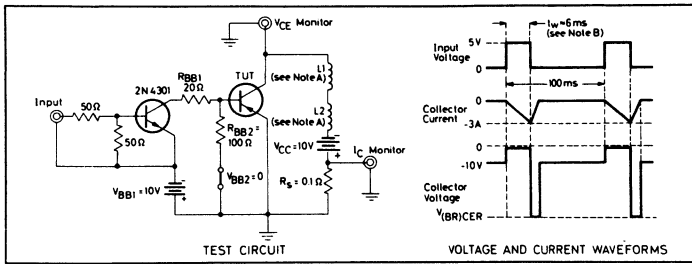 VCE Monitor
Input
50Ω
50Ω
2N4301
RBB1
20Ω
TUT
RBB2=
100Ω
VBB1=10V
VBB2=0
L1
(see Note A)
L2
(see Note A)
VCC=10V
IC Monitor
Rs=0.1Ω
TEST CIRCUIT
tw≈6ms
(see Note B)
Input
Voltage
5V
0
100ms
Collector
Current
0
-3A
0
-10V
Collector
Voltage
V(BR)CER
VOLTAGE AND CURRENT WAVEFORMS